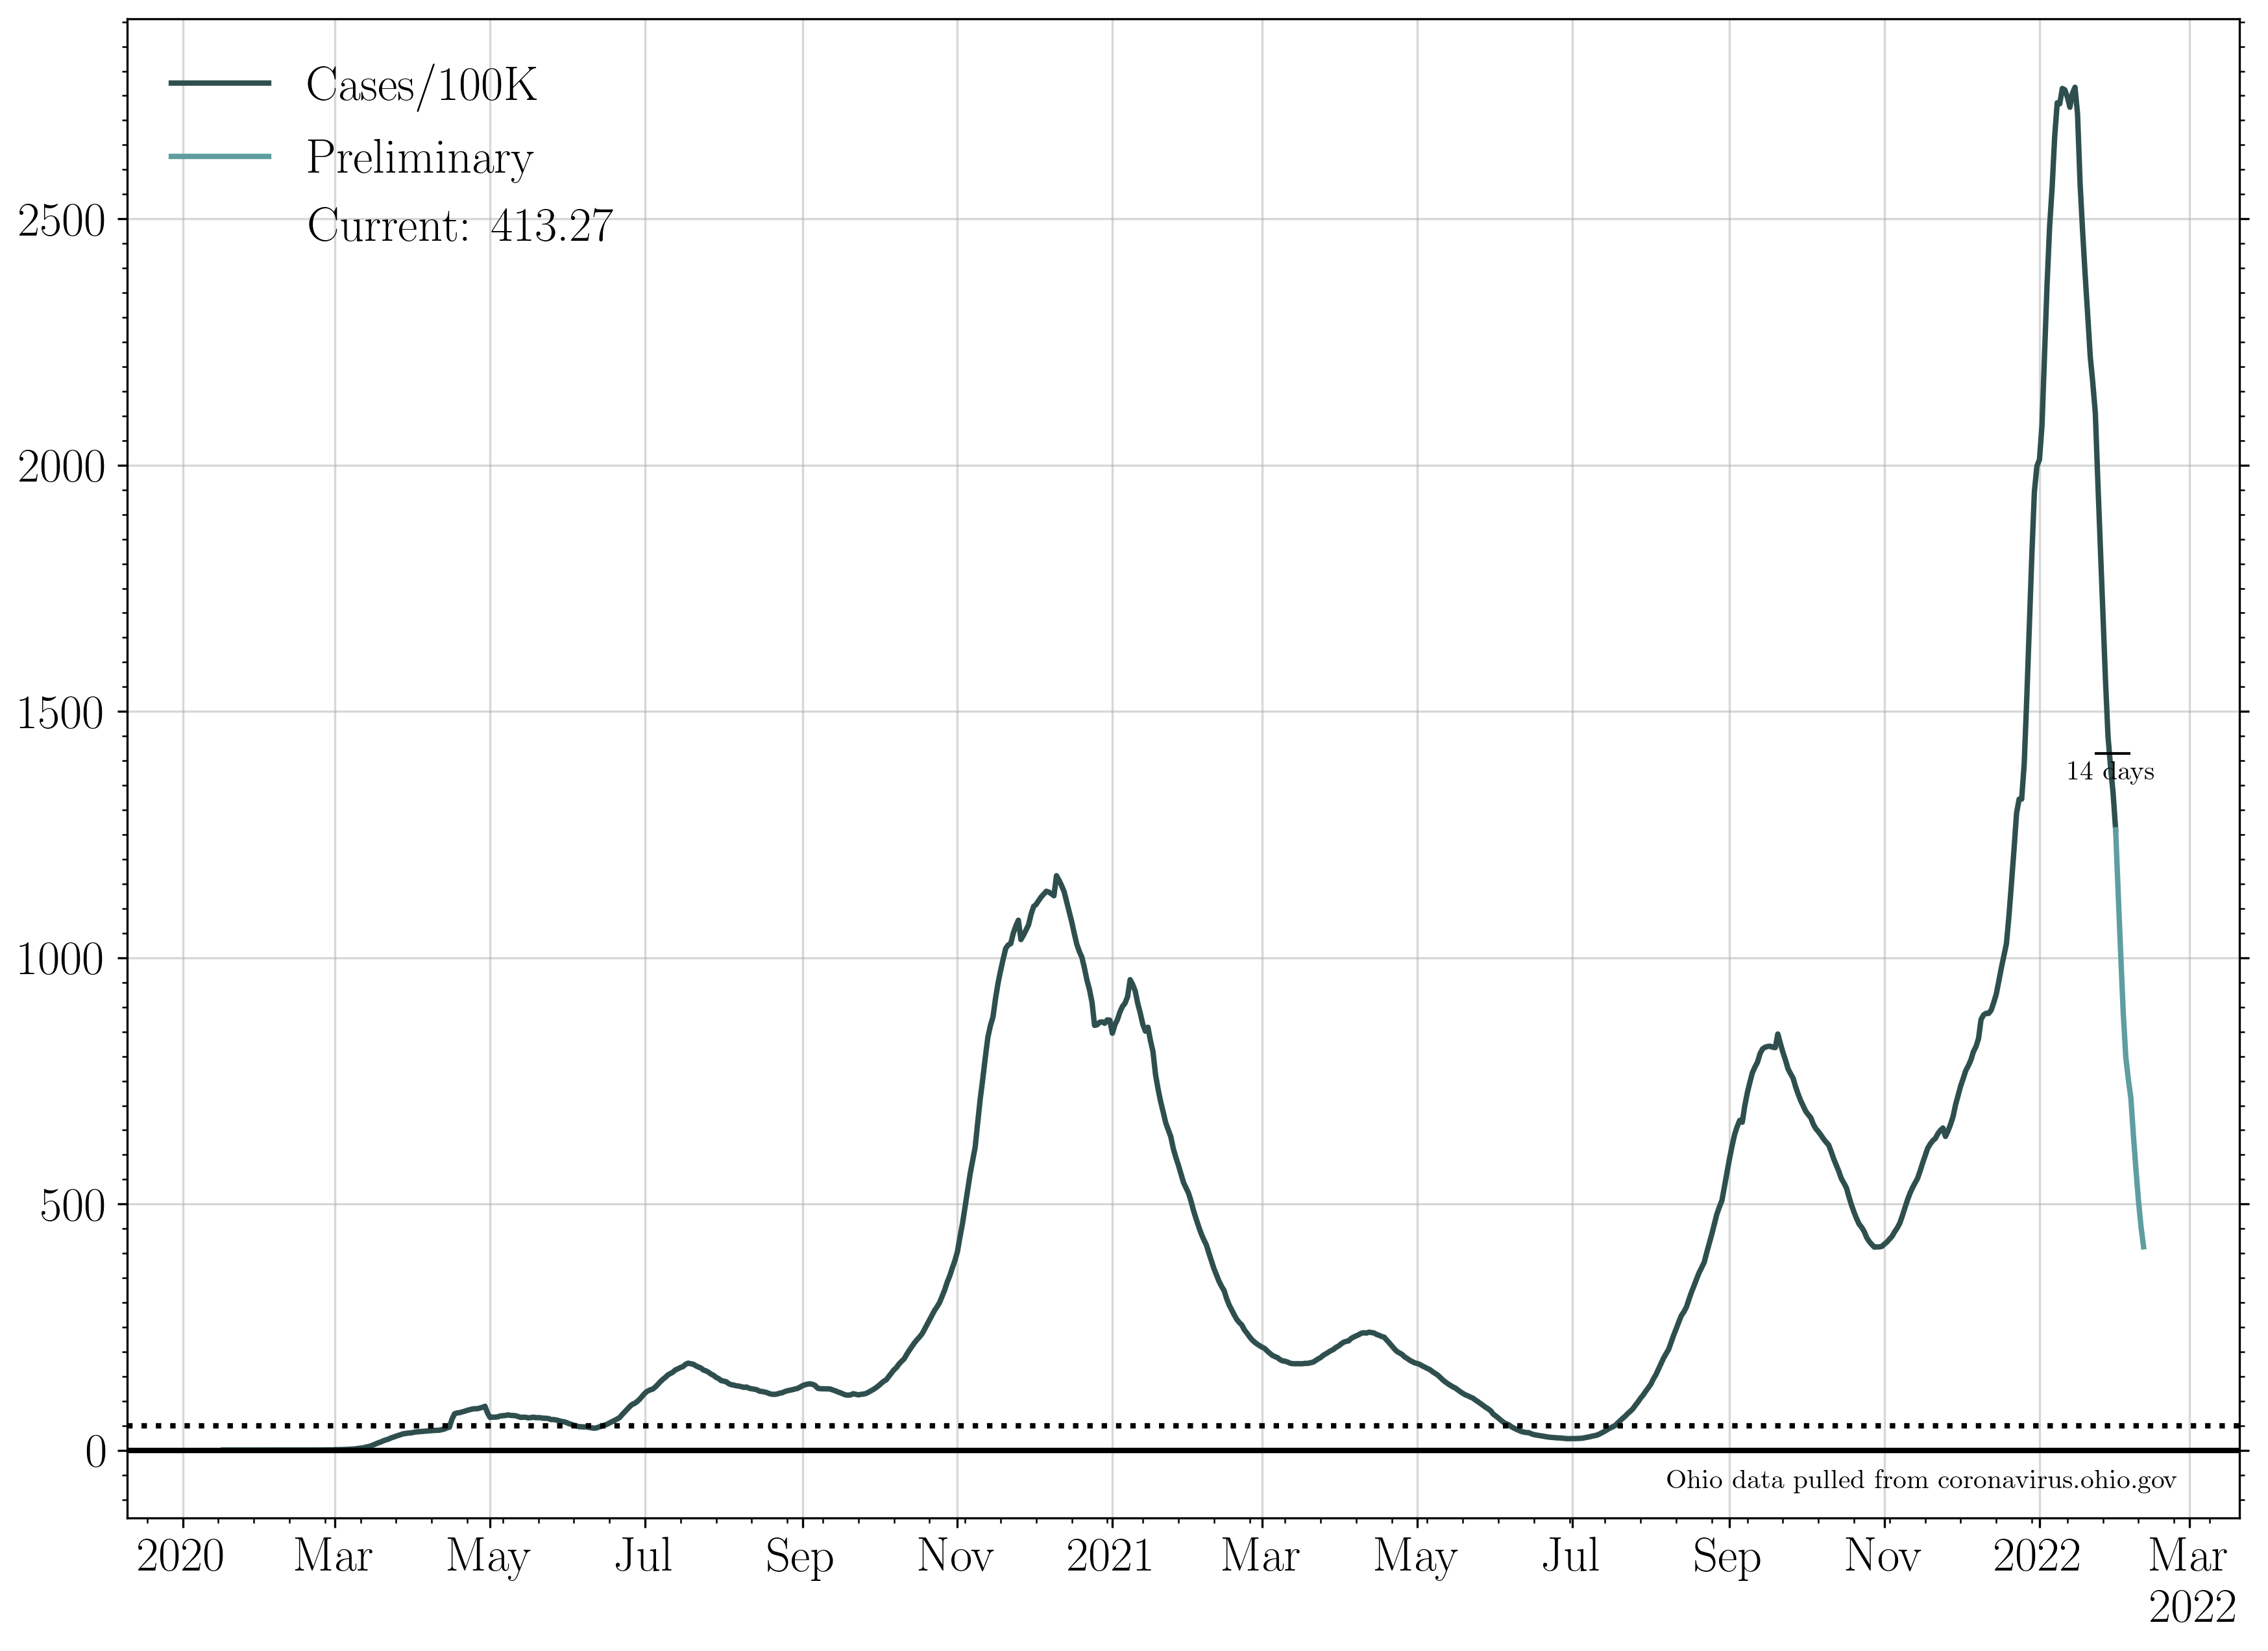 Cases/100K
Preliminary
Current: 413.27
2500
2000
1500
14 days
1000
500
0
Ohio data pulled from coronavirus.ohio.gov
2020 Mar May Jul Sep Nov 2021 Mar May Jul Sep Nov 2022 Mar
2022